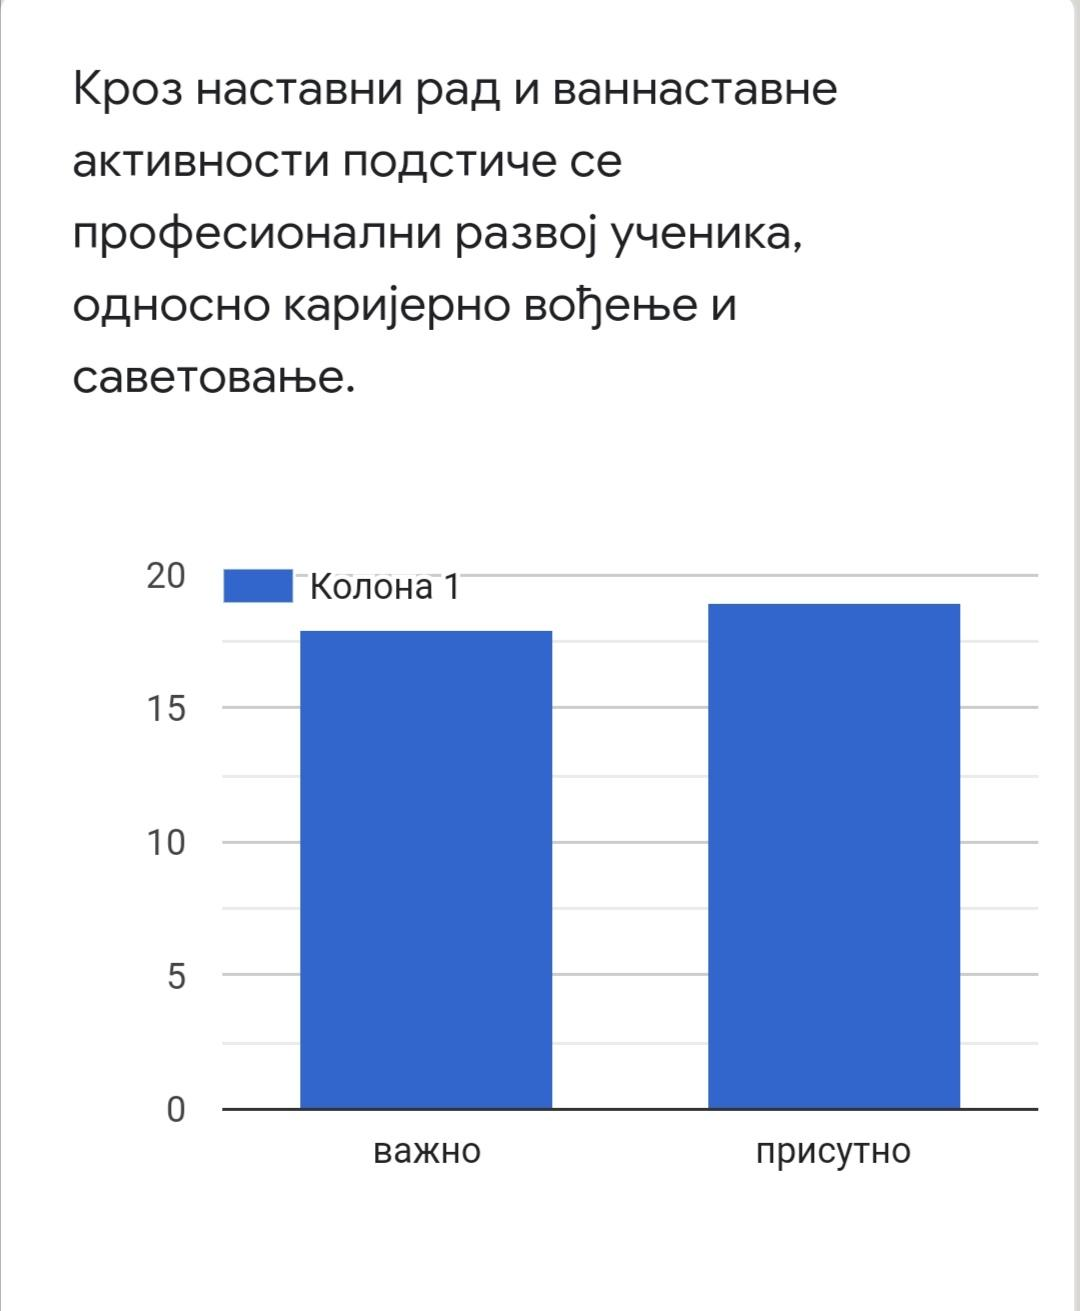 Кроз наставни рад и ваннаставне
активности подстиче се
професионални развој ученика,
односно каријерно вођење и
саветовање.
20
Колона 1
15
10
5
0
важно
присутно